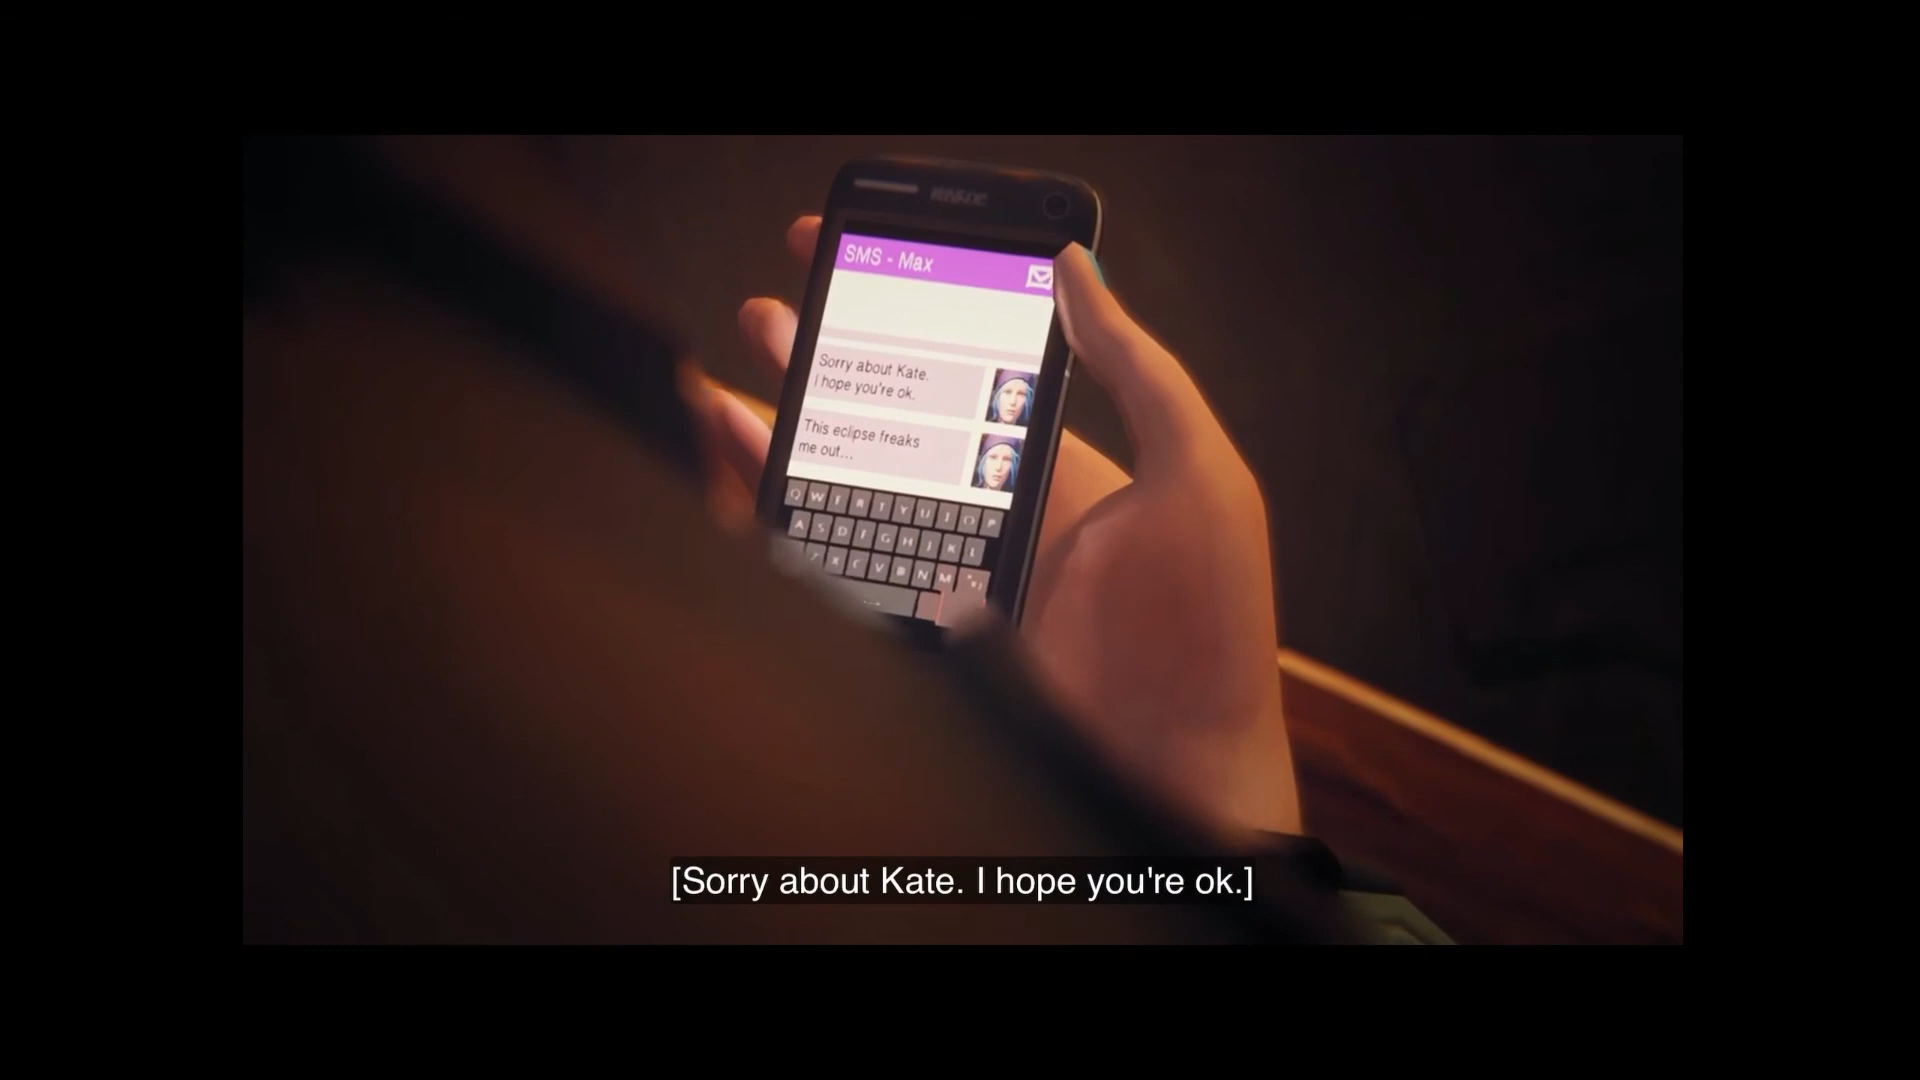 SMS - Max
Sorry about Kate.
I hope you're ok.
This eclipse freaks
me out...
Q W E R T Y U I O P
A S D F G H J K L
X C V B N M
[Sorry about Kate. I hope you're ok.]